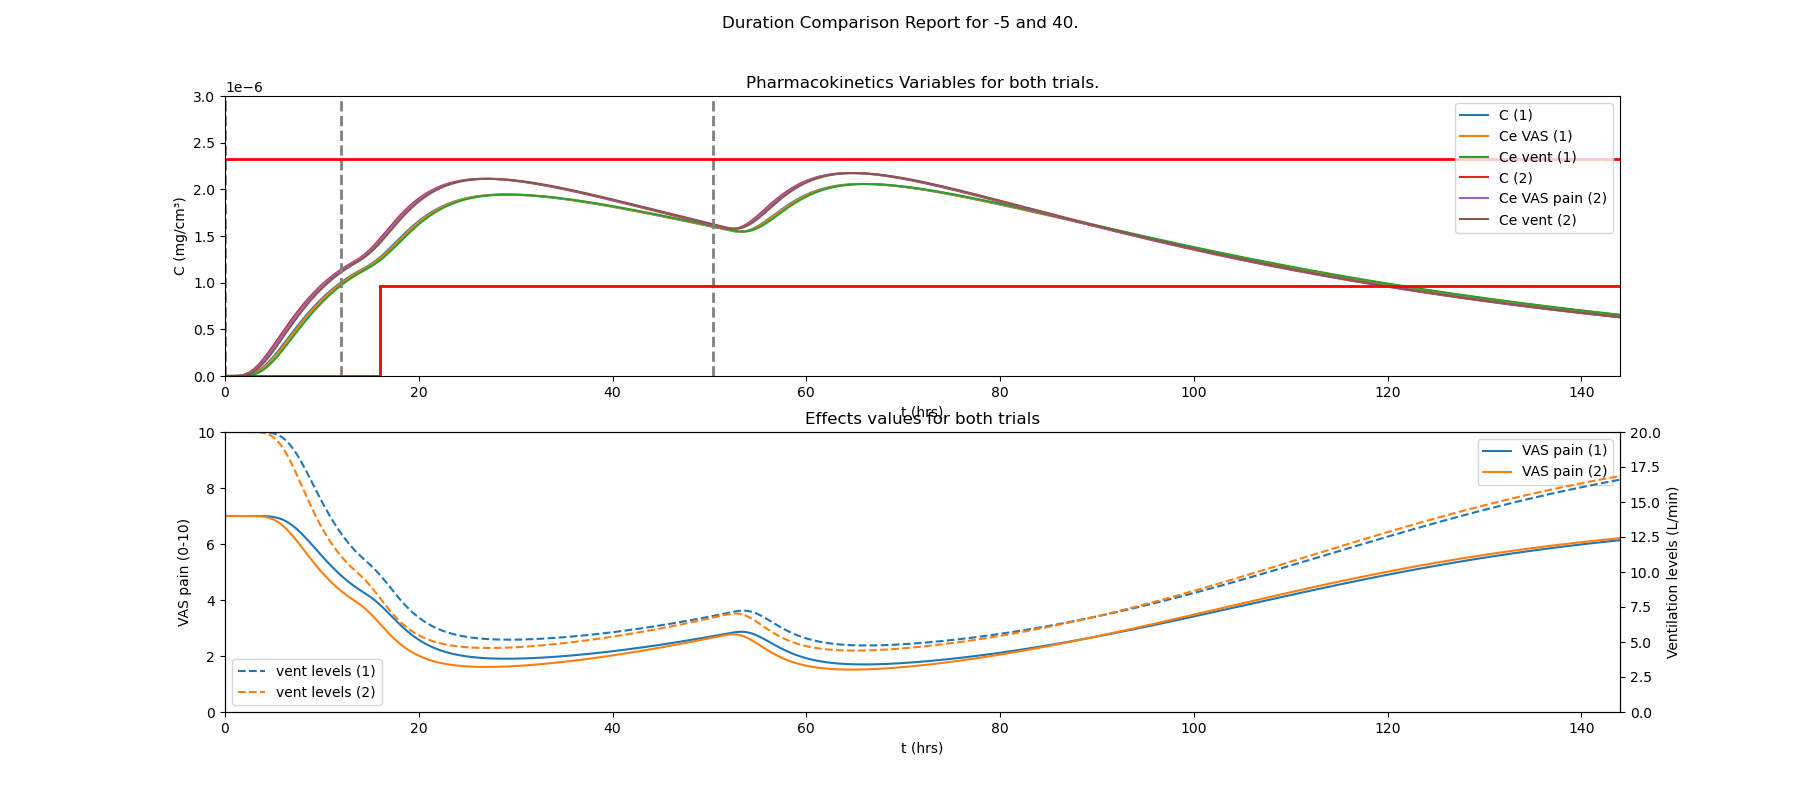 Duration Comparison Report for -5 and 40.
Pharmacokinetics Variables for both trials.
1e−6
3.0
2.5
2.0
1.5
1.0
0.5
0.0
C (mg/cm³)
C (1)
Ce VAS (1)
Ce vent (1)
C (2)
Ce VAS pain (2)
Ce vent (2)
0 20 40 60 80 100 120 140
t (hrs)
Effects values for both trials
10
8
6
4
2
0
VAS pain (0-10)
VAS pain (1)
VAS pain (2)
vent levels (1)
vent levels (2)
20.0
17.5
15.0
12.5
10.0
7.5
5.0
2.5
0.0
Ventilation levels (L/min)
0 20 40 60 80 100 120 140
t (hrs)